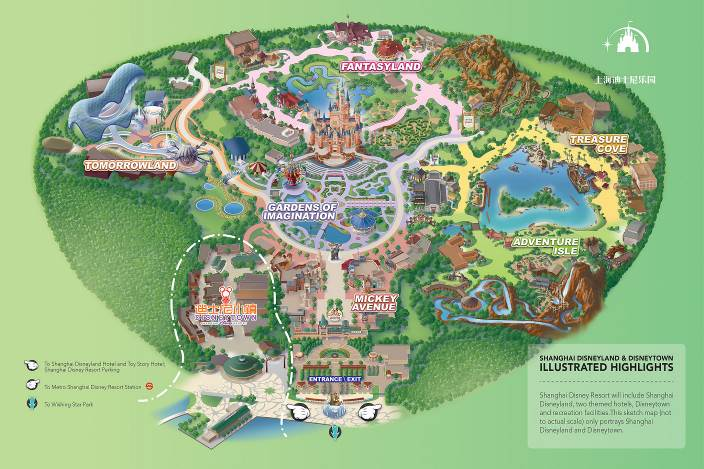 上海迪士尼乐园
FANTASYLAND
TREASURE
COVE
TOMORROWLAND
GARDENS OF
IMAGINATION
ADVENTURE
ISLE
迪士尼小镇
DISNEYTOWN
MICKEY
AVENUE
ENTRANCE \ EXIT
To Shanghai Disneyland Hotel and Toy Story Hotel,
Shanghai Disney Resort Parking
To Metro Shanghai Disney Resort Station
To Wishing Star Park
SHANGHAI DISNEYLAND & DISNEYTOWN
ILLUSTRATED HIGHLIGHTS
Shanghai Disney Resort will include Shanghai
Disneyland, two themed hotels, Disneytown
and recreation facilities. This sketch map (not
to actual scale) only portrays Shanghai
Disneyland and Disneytown.